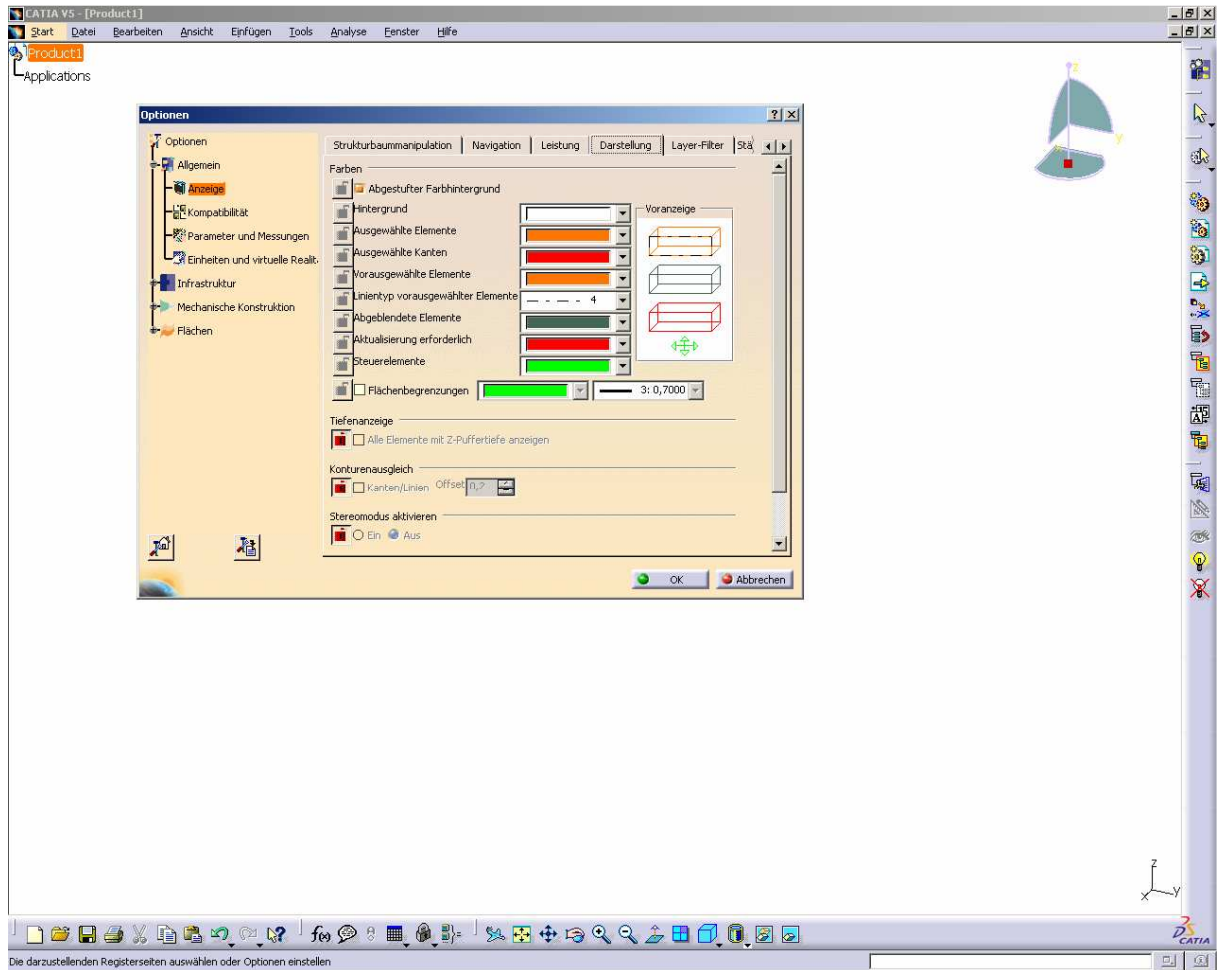 CATIA V5 - [Product1]
Start Datei Bearbeiten Ansicht Einfügen Tools Analyse Fenster Hilfe
Product1
Applications
z
y
Optionen
Optionen
Allgemein
Anzeige
Kompatibilität
Parameter und Messungen
Einheiten und virtuelle Realit
Infrastruktur
Mechanische Konstruktion
Flächen
Strukturbaummanipulation Navigation Leistung Darstellung Layer-Filter Stä
Farben
Abgestufter Farbhintergrund
Hintergrund
Ausgewählte Elemente
Ausgewählte Kanten
Vorausgewählte Elemente
Linientyp vorausgewählter Elemente 4
Abgeblendete Elemente
Aktualisierung erforderlich
Steuerelemente
Voranzeige
Flächenbegrenzungen 3: 0,7000
Tiefenanzeige
Alle Elemente mit Z-Puffertiefe anzeigen
Konturenausgleich
Kanten/Linien Offset 0,2
Stereomodus aktivieren
Ein Aus
OK Abbrechen
z
x y
f(x)
CATIA
Die darzustellenden Registerseiten auswählen oder Optionen einstellen